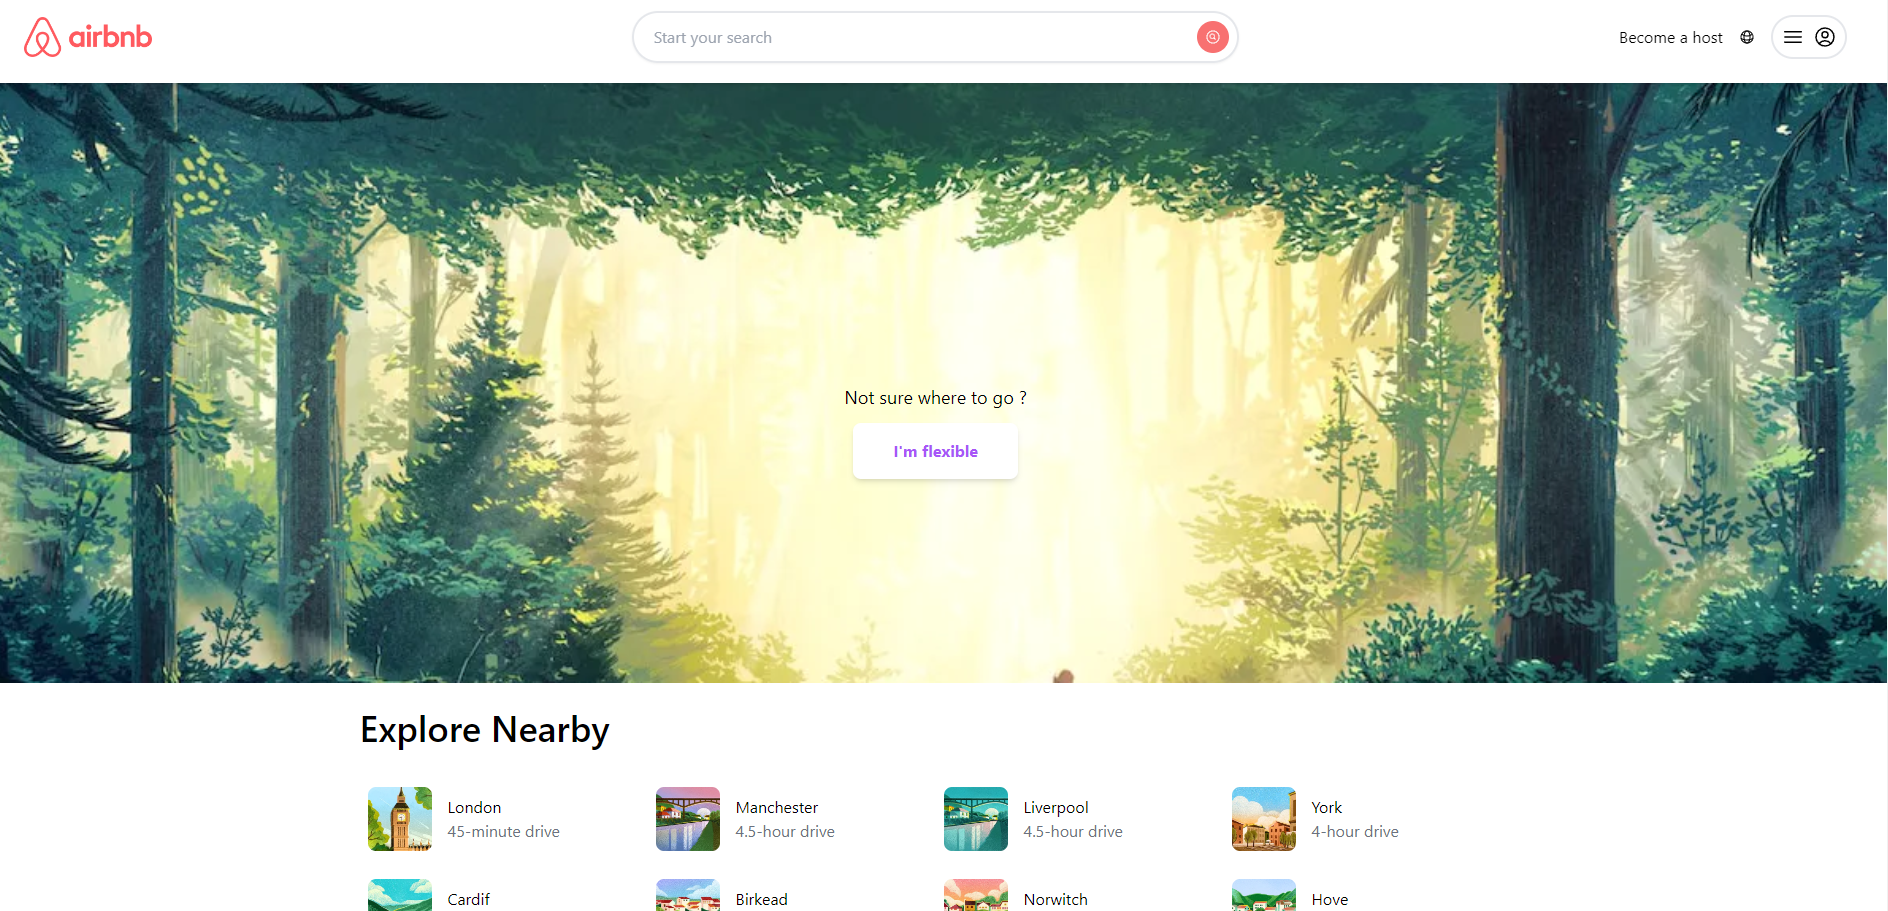 airbnb
Start your search
Become a host
Not sure where to go ?
I'm flexible
Explore Nearby
London
45-minute drive
Manchester
4.5-hour drive
Liverpool
4.5-hour drive
York
4-hour drive
Cardif
Birkead
Norwitch
Hove